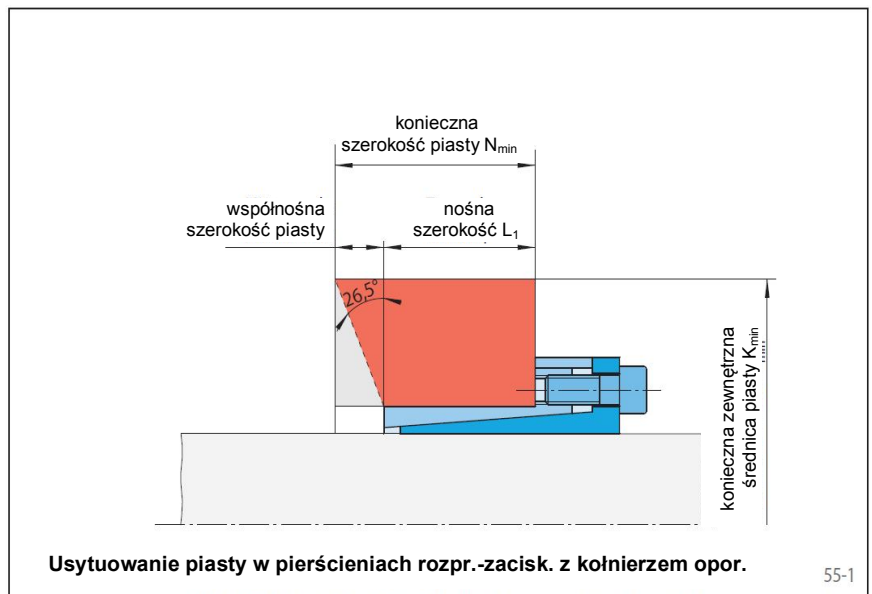 konieczna
szerokość piasty Nmin
współnośna
szerokość piasty
nośna
szerokość L1
26,5°
konieczna zewnętrzna
średnica piasty Kmin
Usytuowanie piasty w pierścieniach rozpr.-zacisk. z kołnierzem opor.
55-1